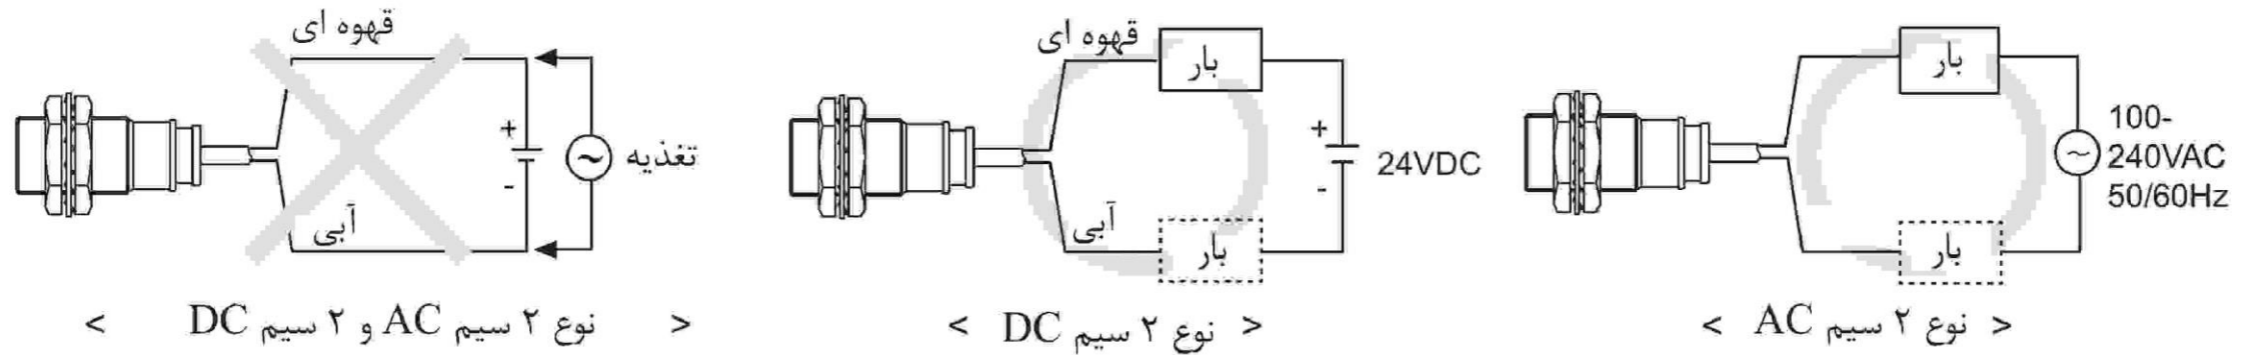 قهوه ای
+
-
تغذیه
آبی
< نوع ۲ سیم AC و ۲ سیم DC >
قهوه ای
بار
+
-
24VDC
آبی
بار
< نوع ۲ سیم DC >
بار
100-
240VAC
50/60Hz
بار
< نوع ۲ سیم AC >